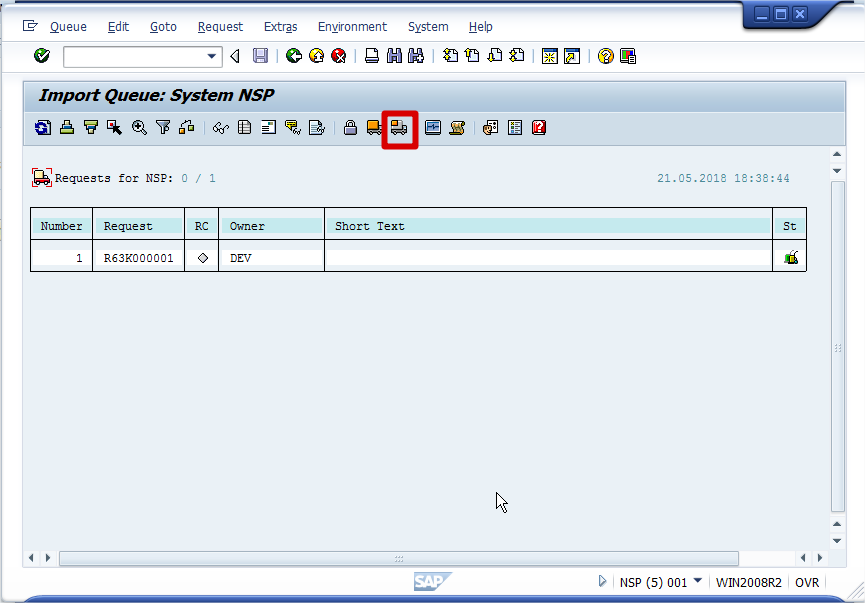 Queue Edit Goto Request Extras Environment System Help
Import Queue: System NSP
Requests for NSP: 0 / 1 21.05.2018 18:38:44
Number Request RC Owner Short Text St
1 R63K000001 DEV
SAP
NSP (5) 001 WIN2008R2 OVR